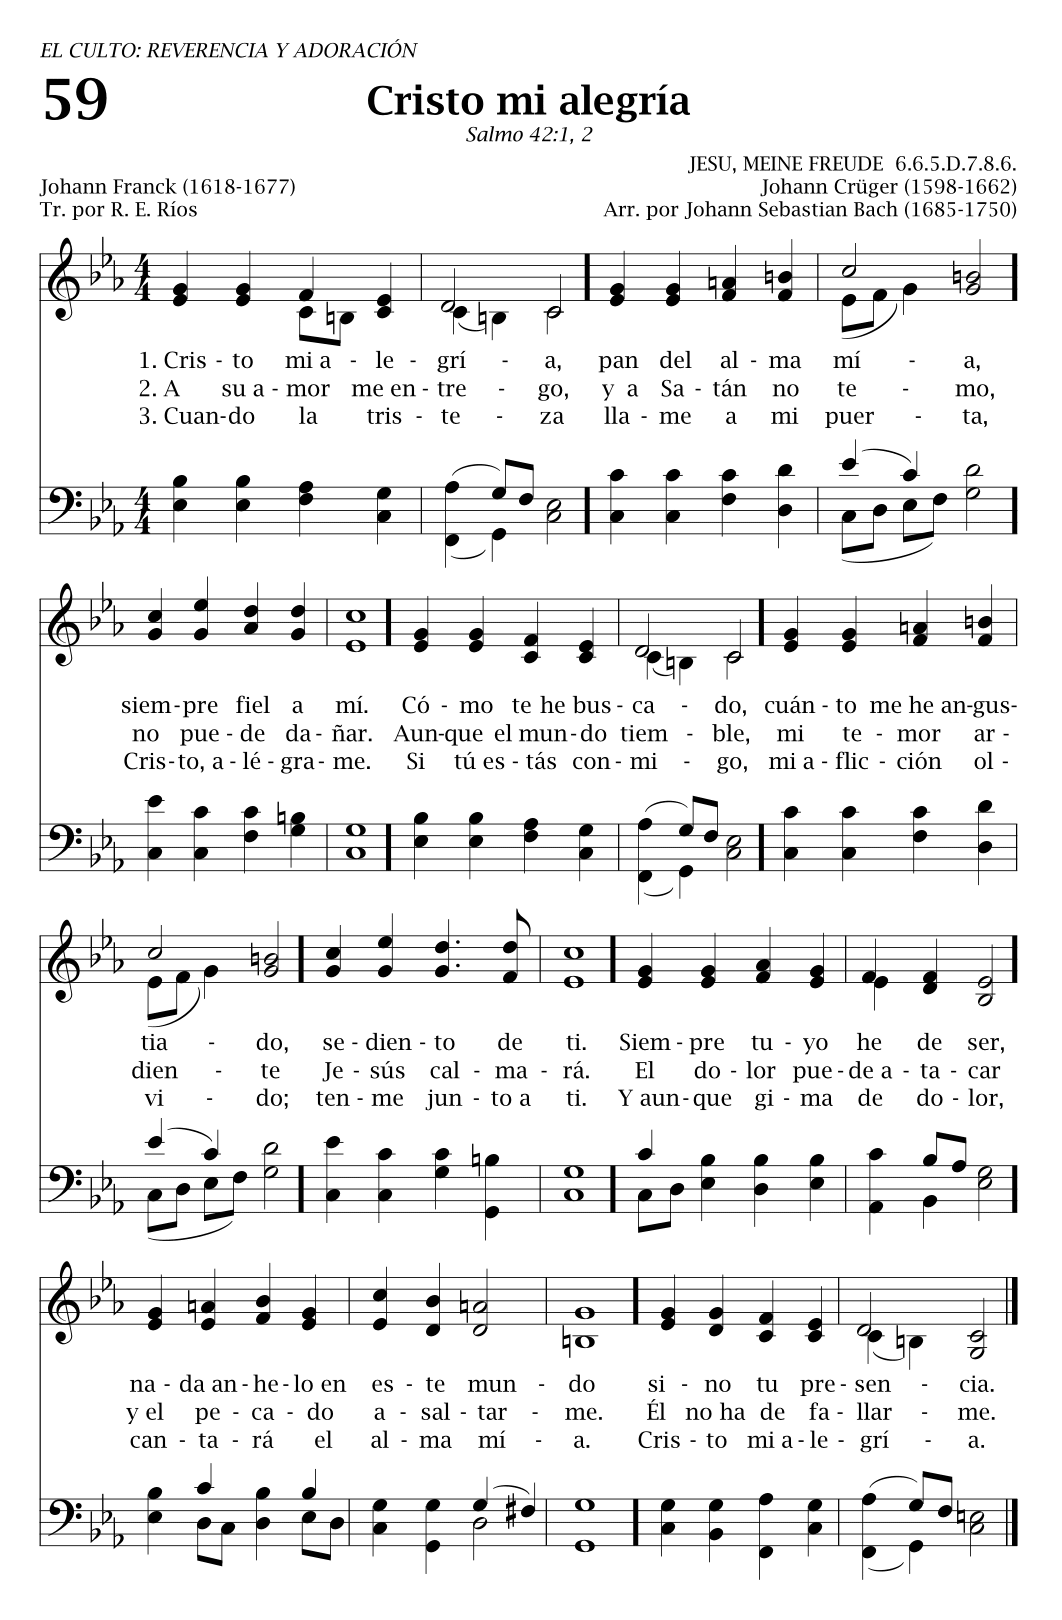 EL CULTO: REVERENCIA Y ADORACIÓN
59
Cristo mi alegría
Salmo 42:1, 2
JESU, MEINE FREUDE 6.6.5.D.7.8.6.
Johann Franck (1618-1677)
Johann Crüger (1598-1662)
Tr. por R. E. Ríos
Arr. por Johann Sebastian Bach (1685-1750)
1. Cris - to mi a - le - grí - a, pan del al - ma mí - a,
2. A su a - mor me en - tre - go, y a Sa - tán no te - mo,
3. Cuan - do la tris - te - za lla - me a mi puer - ta,
siem - pre fiel a mí. Có - mo te he bus - ca - do, cuán - to me he an - gus -
no pue - de da - ñar. Aun - que el mun - do tiem - ble, mi te - mor ar -
Cris - to, a - lé - gra - me. Si tú es - tás con - mi - go, mi a - flic - ción ol -
tia - do, se - dien - to de ti. Siem - pre tu - yo he de ser,
dien - te Je - sús cal - ma - rá. El do - lor pue - de a - ta - car
vi - do; ten - me jun - to a ti. Y aun - que gi - ma de do - lor,
na - da an - he - lo en es - te mun - do si - no tu pre - sen - cia.
y el pe - ca - do a - sal - tar - me. Él no ha de fa - llar - me.
can - ta - rá el al - ma mí - a. Cris - to mi a - le - grí - a.